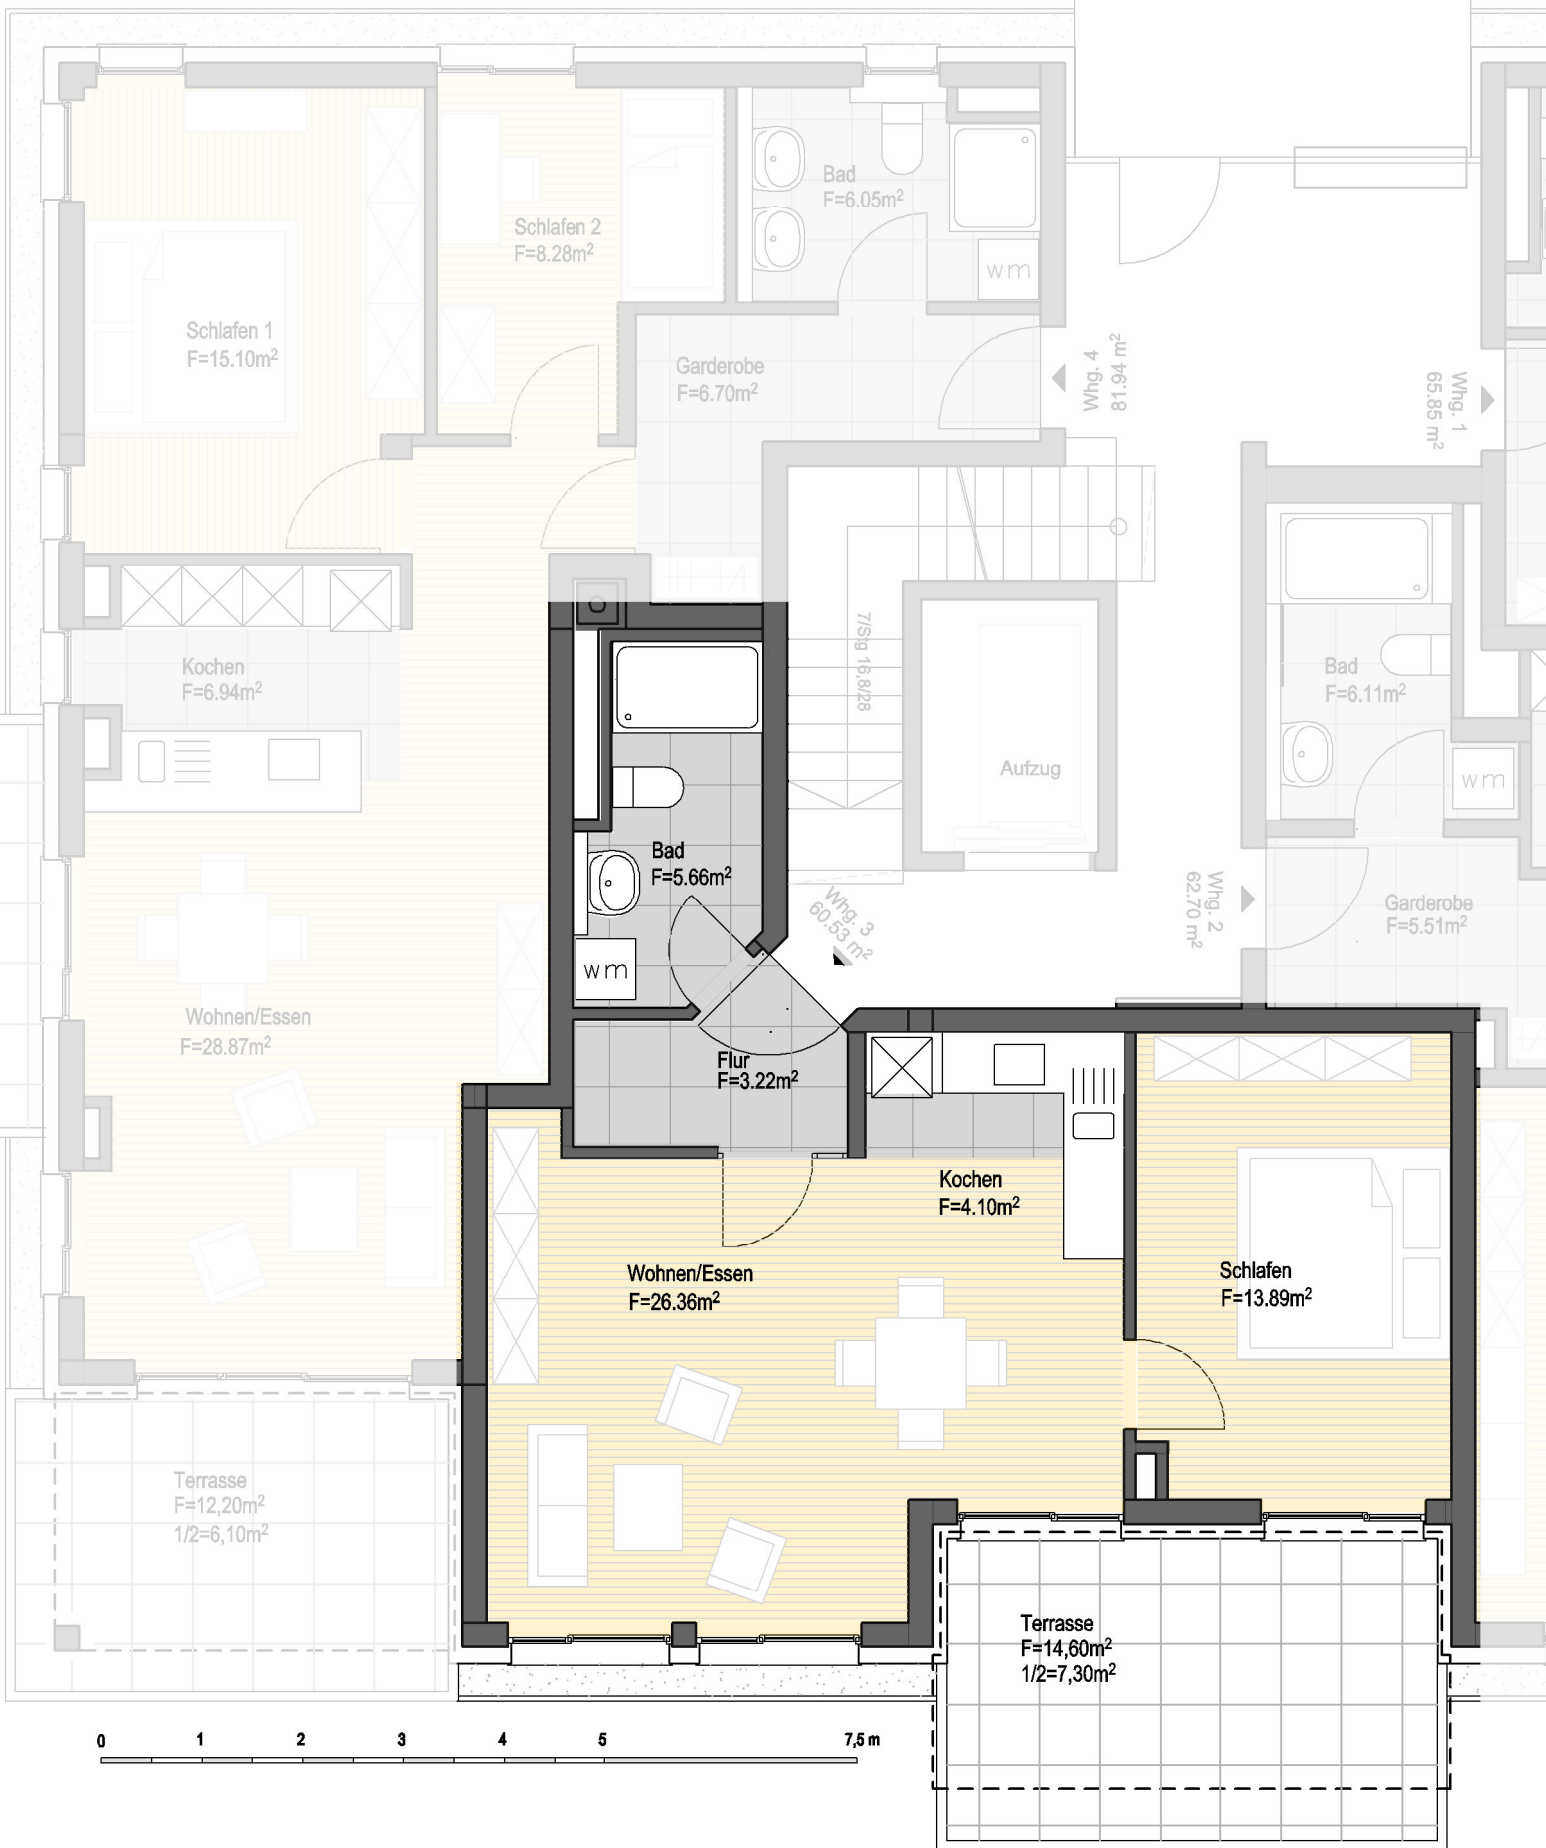 Bad
F=6.05m²
Schlafen 2
F=8.28m²
wm
Schlafen 1
F=15.10m²
Garderobe
F=6.70m²
Whg. 4
81.94 m²
Whg. 1
65.85 m²
Kochen
F=6.94m²
7/Stg 16,8/28
Bad
F=6.11m²
Aufzug
wm
Bad
F=5.66m²
Whg. 3
60.53 m²
Whg. 2
62.70 m²
Garderobe
F=5.51m²
wm
Wohnen/Essen
F=28.87m²
Flur
F=3.22m²
Kochen
F=4.10m²
Wohnen/Essen
F=26.36m²
Schlafen
F=13.89m²
Terrasse
F=12,20m²
1/2=6,10m²
Terrasse
F=14,60m²
1/2=7,30m²
0 1 2 3 4 5 7,5 m